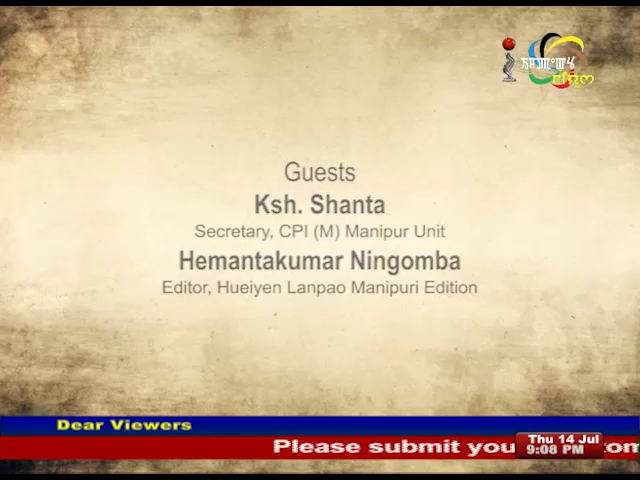 Guests
Ksh. Shanta
Secretary, CPI (M) Manipur Unit
Hemantakumar Ningomba
Editor, Hueiyen Lanpao Manipuri Edition
Dear Viewers
Please submit you
Thu 14 Jul
9:08 PM